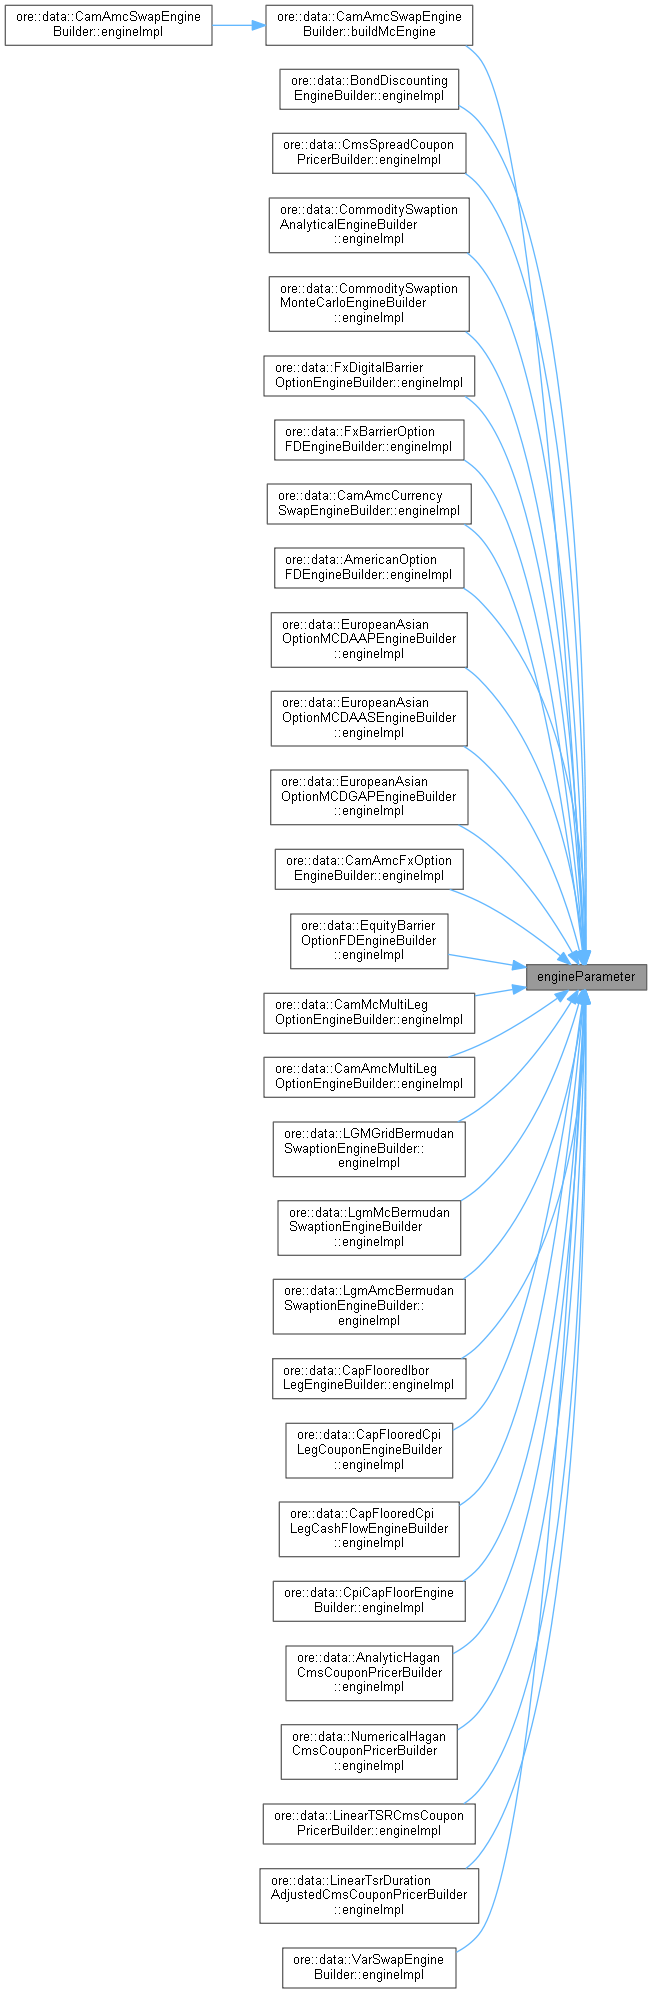 ore::data::CamAmcSwapEngine
Builder::engineImpl
ore::data::CamAmcSwapEngine
Builder::buildMcEngine
ore::data::BondDiscounting
EngineBuilder::engineImpl
ore::data::CmsSpreadCoupon
PricerBuilder::engineImpl
ore::data::CommoditySwaption
AnalyticalEngineBuilder
::engineImpl
ore::data::CommoditySwaption
MonteCarloEngineBuilder
::engineImpl
ore::data::FxDigitalBarrier
OptionEngineBuilder::engineImpl
ore::data::FxBarrierOption
FDEngineBuilder::engineImpl
ore::data::CamAmcCurrency
SwapEngineBuilder::engineImpl
ore::data::AmericanOption
FDEngineBuilder::engineImpl
ore::data::EuropeanAsian
OptionMCDAAPEngineBuilder
::engineImpl
ore::data::EuropeanAsian
OptionMCDAASEngineBuilder
::engineImpl
ore::data::EuropeanAsian
OptionMCDGAPEngineBuilder
::engineImpl
ore::data::CamAmcFxOption
EngineBuilder::engineImpl
ore::data::EquityBarrier
OptionFDEngineBuilder
::engineImpl
engineParameter
ore::data::CamMcMultiLeg
OptionEngineBuilder::engineImpl
ore::data::CamAmcMultiLeg
OptionEngineBuilder::engineImpl
ore::data::LGMGridBermudan
SwaptionEngineBuilder::
engineImpl
ore::data::LgmMcBermudan
SwaptionEngineBuilder
::engineImpl
ore::data::LgmAmcBermudan
SwaptionEngineBuilder::
engineImpl
ore::data::CapFlooredIbor
LegEngineBuilder::engineImpl
ore::data::CapFlooredCpi
LegCouponEngineBuilder
::engineImpl
ore::data::CapFlooredCpi
LegCashFlowEngineBuilder
::engineImpl
ore::data::CpiCapFloorEngine
Builder::engineImpl
ore::data::AnalyticHagan
CmsCouponPricerBuilder
::engineImpl
ore::data::NumericalHagan
CmsCouponPricerBuilder
::engineImpl
ore::data::LinearTSRCmsCoupon
PricerBuilder::engineImpl
ore::data::LinearTsrDuration
AdjustedCmsCouponPricerBuilder
::engineImpl
ore::data::VarSwapEngine
Builder::engineImpl